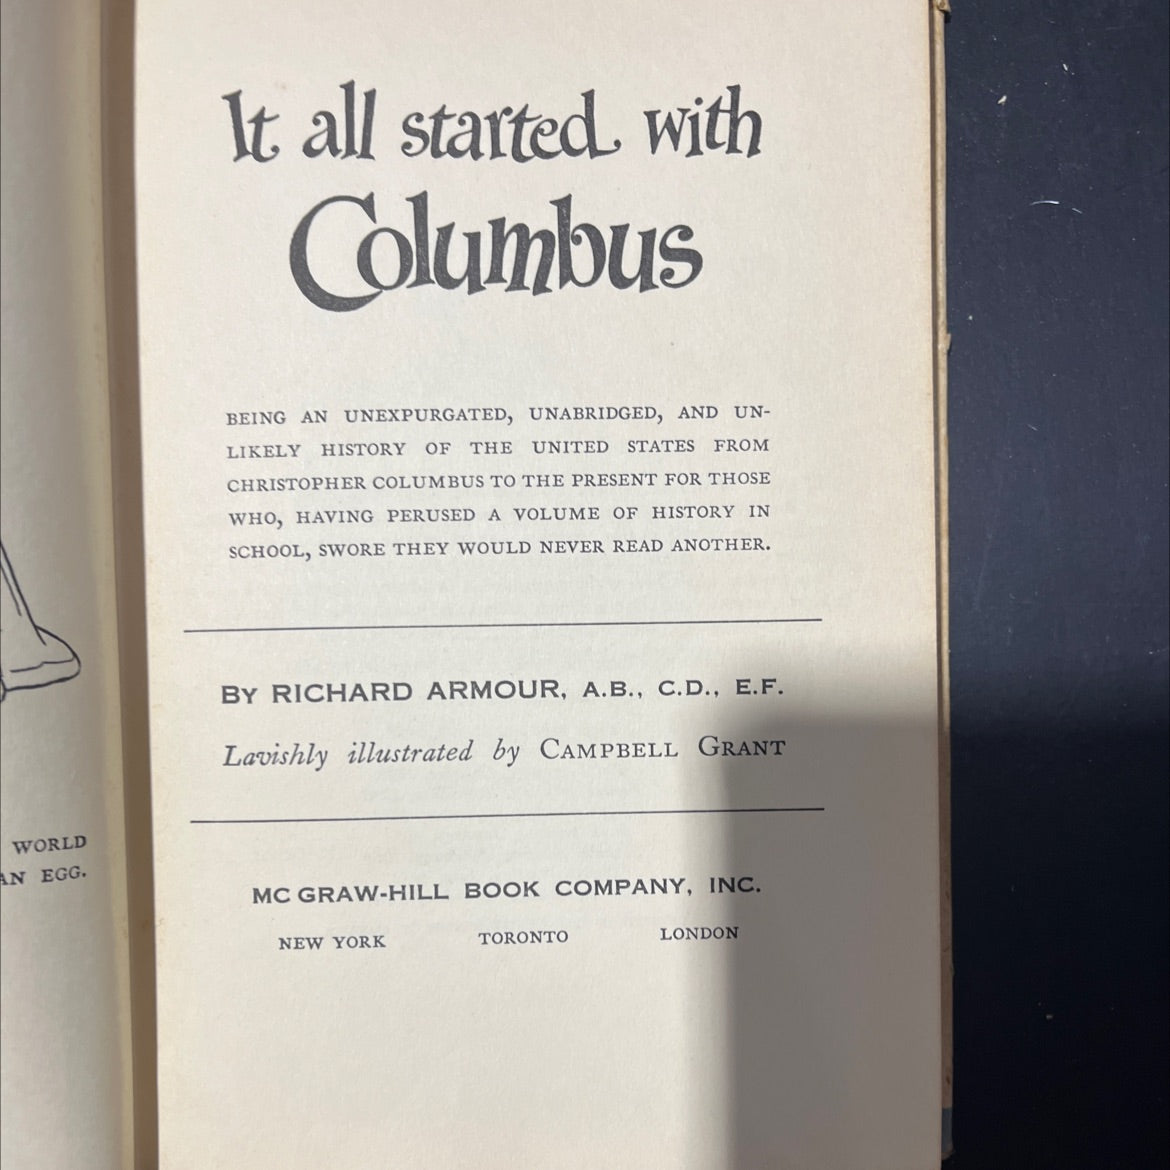 WORLD
AN EGG.
It all started with
Columbus
BEING AN UNEXPURGATED, UNABRIDGED, AND UN-
LIKELY HISTORY OF THE UNITED STATES FROM
CHRISTOPHER COLUMBUS TO THE PRESENT FOR THOSE
WHO, HAVING PERUSED A VOLUME OF HISTORY IN
SCHOOL, SWORE THEY WOULD NEVER READ ANOTHER.
BY RICHARD ARMOUR, A.B., C.D., E.F.
Lavishly illustrated by CAMPBELL GRANT
MC GRAW-HILL BOOK COMPANY, INC.
NEW YORK TORONTO LONDON